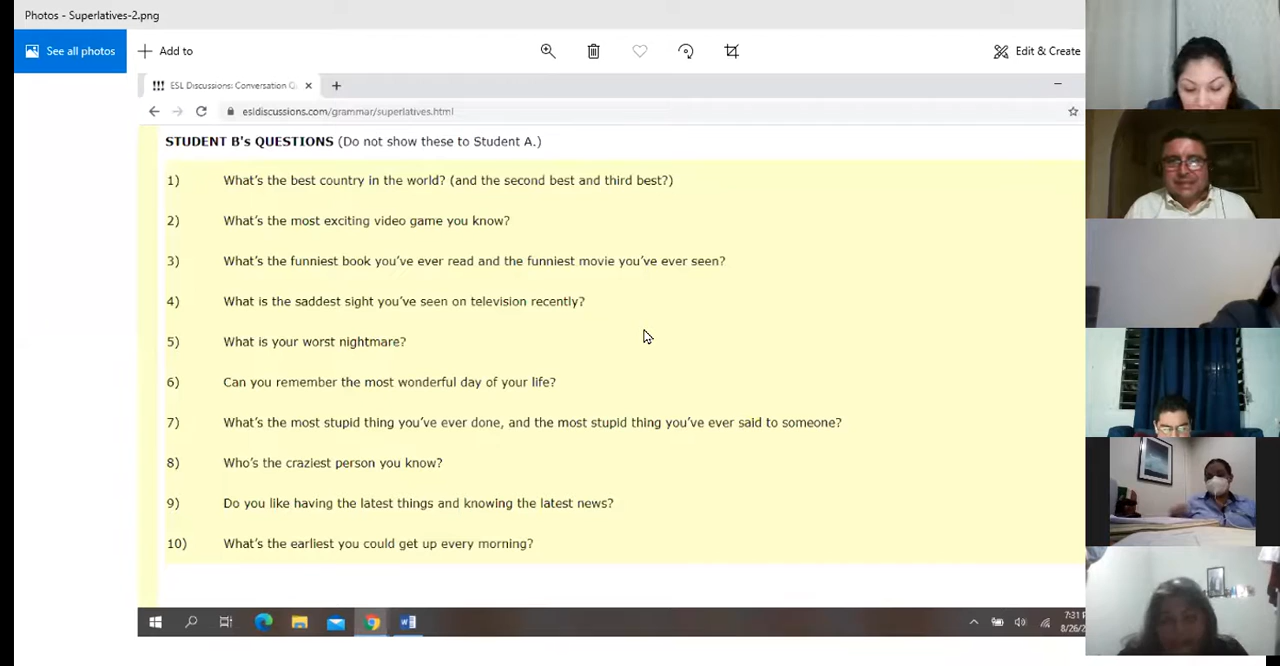 Photos - Superlatives-2.png
See all photos
Add to
Edit & Create
ESL Discussions: Conversation
esldiscussions.com/grammar/superlatives.html
STUDENT B's QUESTIONS (Do not show these to Student A.)
1) What's the best country in the world? (and the second best and third best?)
2) What's the most exciting video game you know?
3) What's the funniest book you've ever read and the funniest movie you've ever seen?
4) What is the saddest sight you've seen on television recently?
5) What is your worst nightmare?
6) Can you remember the most wonderful day of your life?
7) What's the most stupid thing you've ever done, and the most stupid thing you've ever said to someone?
8) Who's the craziest person you know?
9) Do you like having the latest things and knowing the latest news?
10) What's the earliest you could get up every morning?
7:31
8/26/2